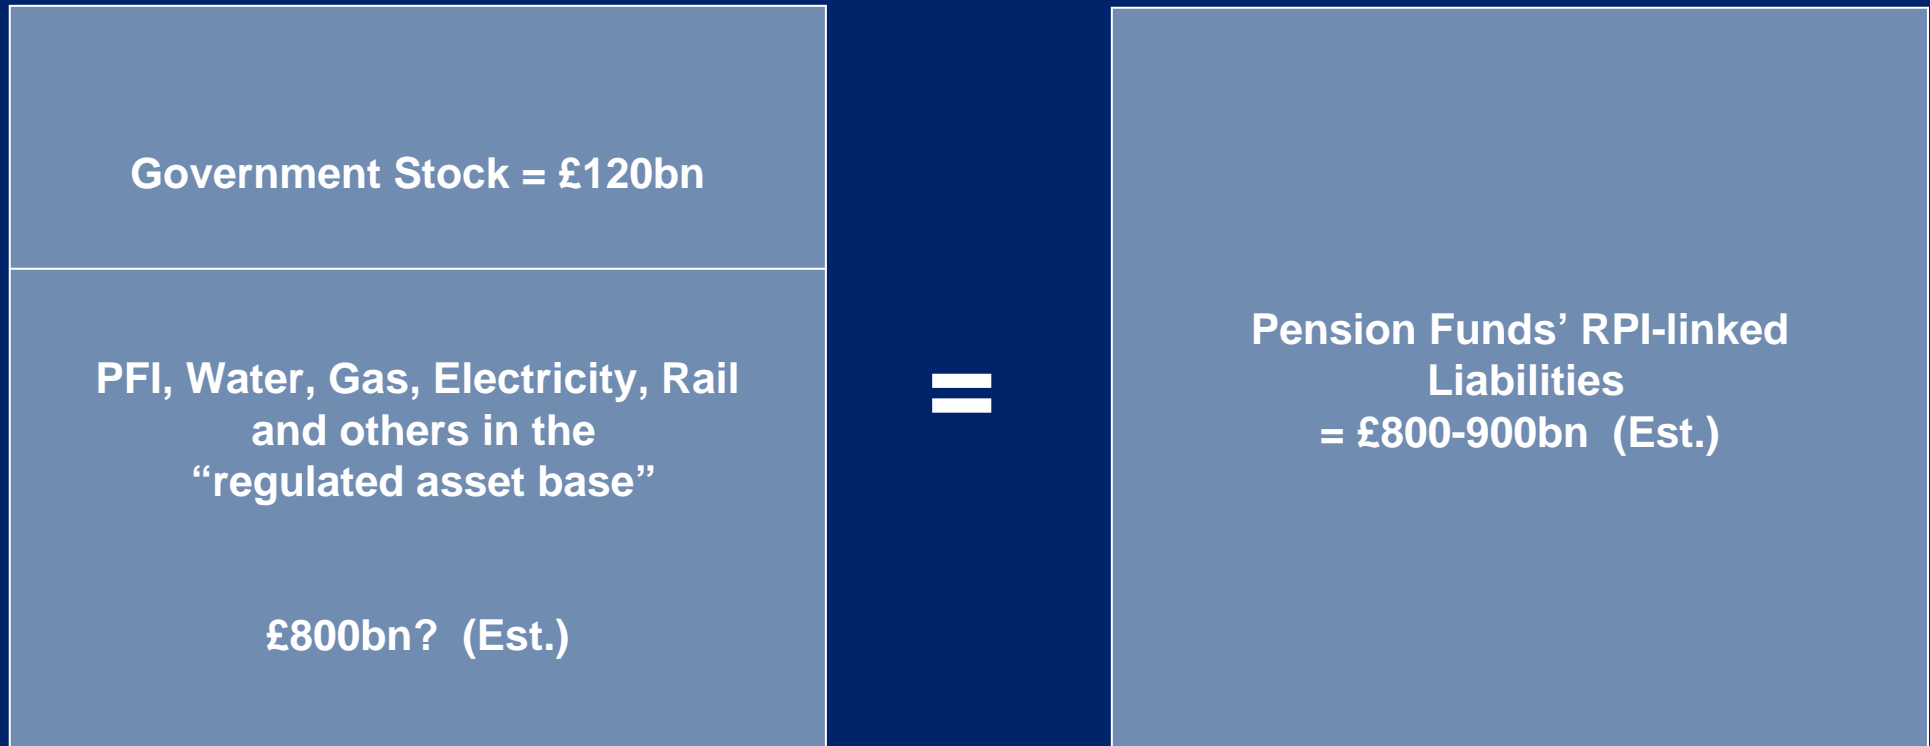 Government Stock = £120bn
PFI, Water, Gas, Electricity, Rail
and others in the
“regulated asset base”
£800bn? (Est.)
=
Pension Funds’ RPI-linked
Liabilities
= £800-900bn (Est.)